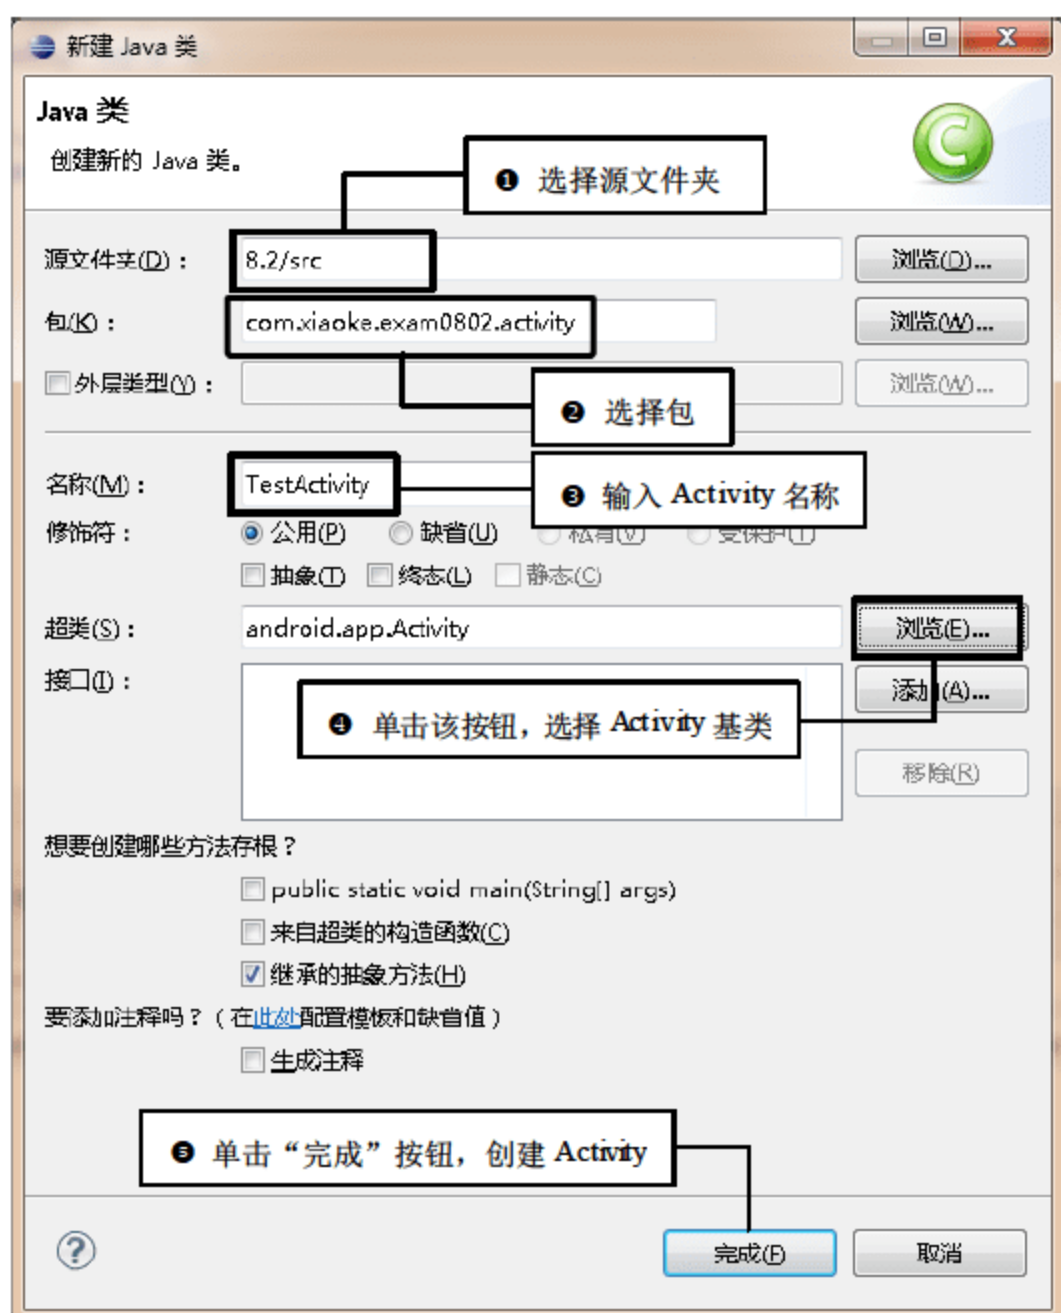 新建 Java 类
Java 类
创建新的 Java 类。
❶ 选择源文件夹
源文件夹(D)： 8.2/src 浏览(O)...
包(K)： com.xiaoke.exam0802.activity 浏览(W)...
外层类型(Y)： 浏览(W)...
❷ 选择包
名称(M)： TestActivity
❸ 输入 Activity 名称
修饰符： 公用(P) 缺省(U) 私有(V) 受保护(T)
抽象(T) 终态(L) 静态(C)
超类(S)： android.app.Activity 浏览(E)...
接口(I)： 添加(A)...
❹ 单击该按钮，选择 Activity 基类
移除(R)
想要创建哪些方法存根？
public static void main(String[] args)
来自超类的构造函数(C)
继承的抽象方法(H)
要添加注释吗？（在此处配置模板和缺省值）
生成注释
❺ 单击“完成”按钮，创建 Activity
完成(F) 取消